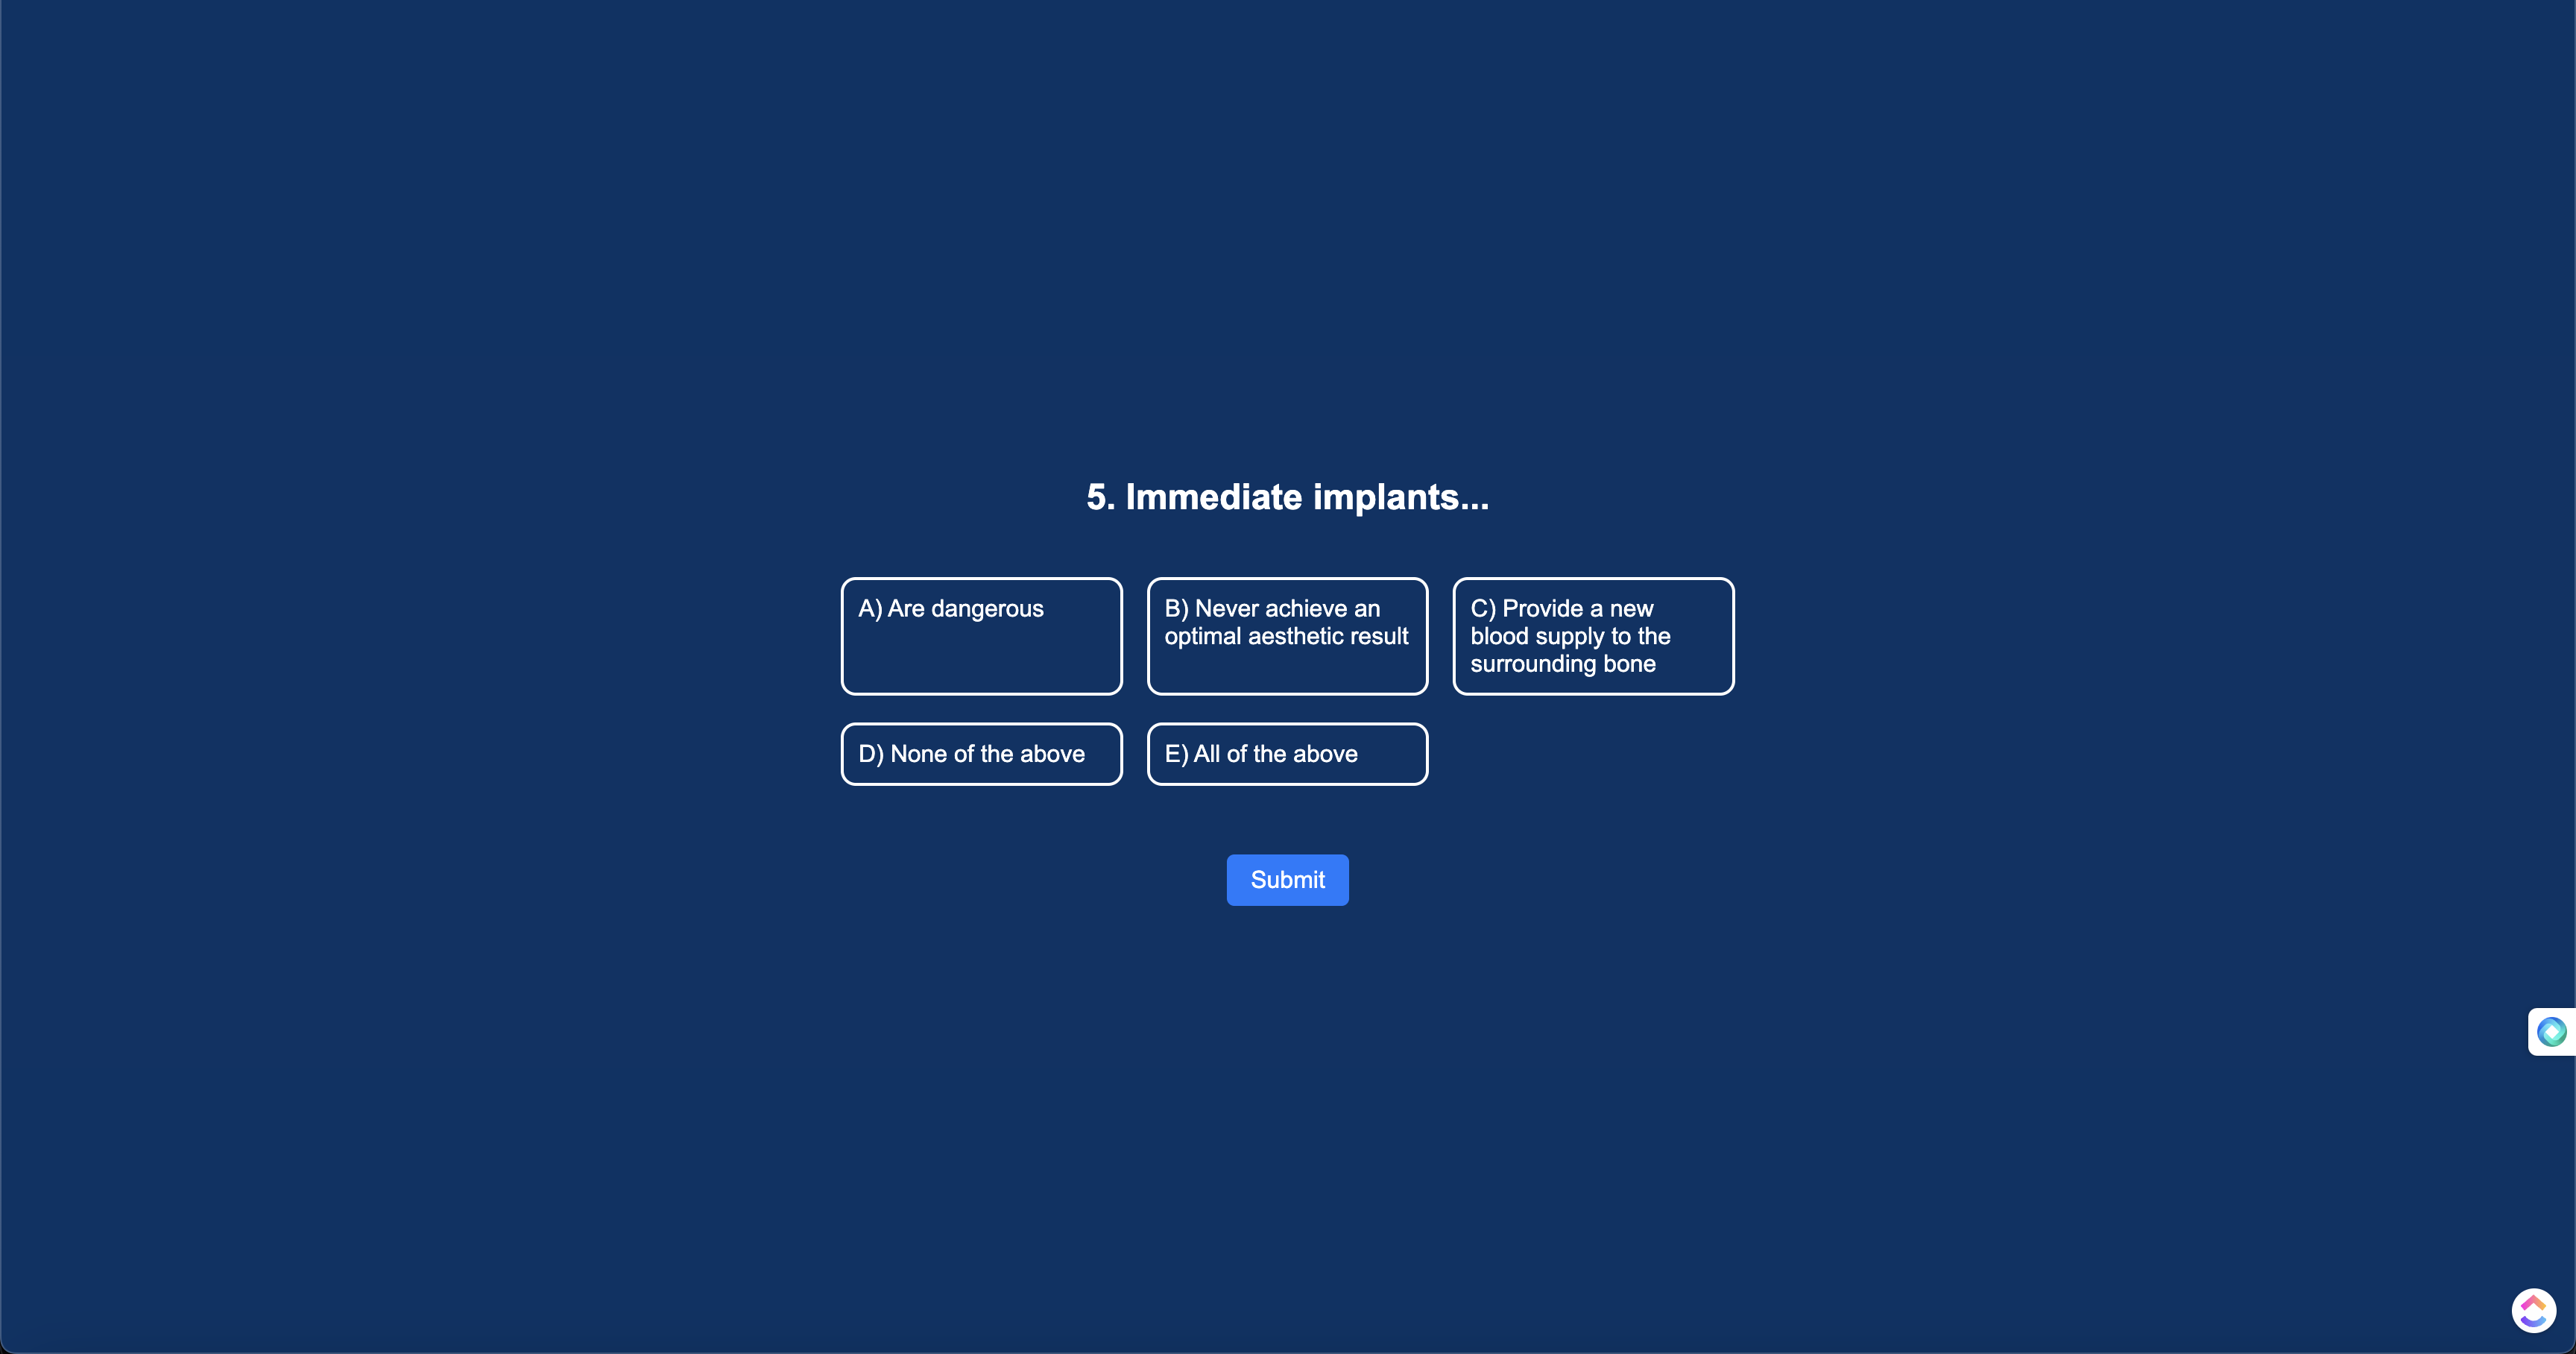 5. Immediate implants...
A) Are dangerous
B) Never achieve an
optimal aesthetic result
C) Provide a new
blood supply to the
surrounding bone
D) None of the above
E) All of the above
Submit